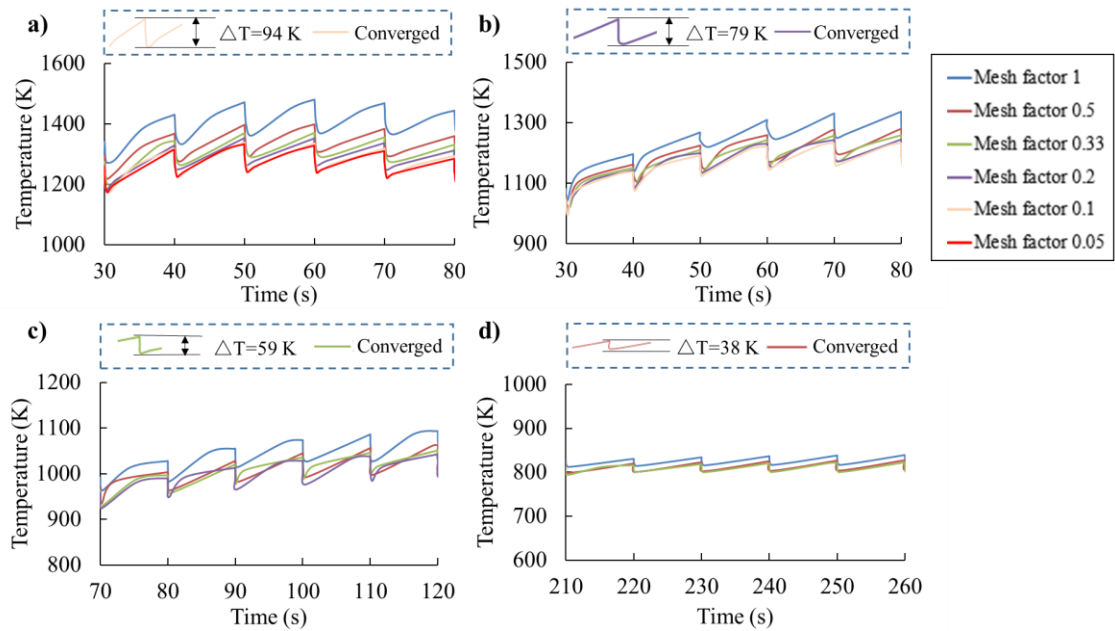 a)
△T=94 K
Converged
1500
1400
1300
1200
1100
1000
Temperature (K)
30 40 50 60 70 80
Time (s)
b)
△T=79 K
Converged
1500
1300
1100
900
Temperature (K)
30 40 50 60 70 80
Time (s)
Mesh factor 1
Mesh factor 0.5
Mesh factor 0.33
Mesh factor 0.2
Mesh factor 0.1
Mesh factor 0.05
c)
△T=59 K
Converged
1200
1100
1000
900
800
Temperature (K)
70 80 90 100 110 120
Time (s)
d)
△T=38 K
Converged
1000
900
800
700
600
Temperature (K)
210 220 230 240 250 260
Time (s)